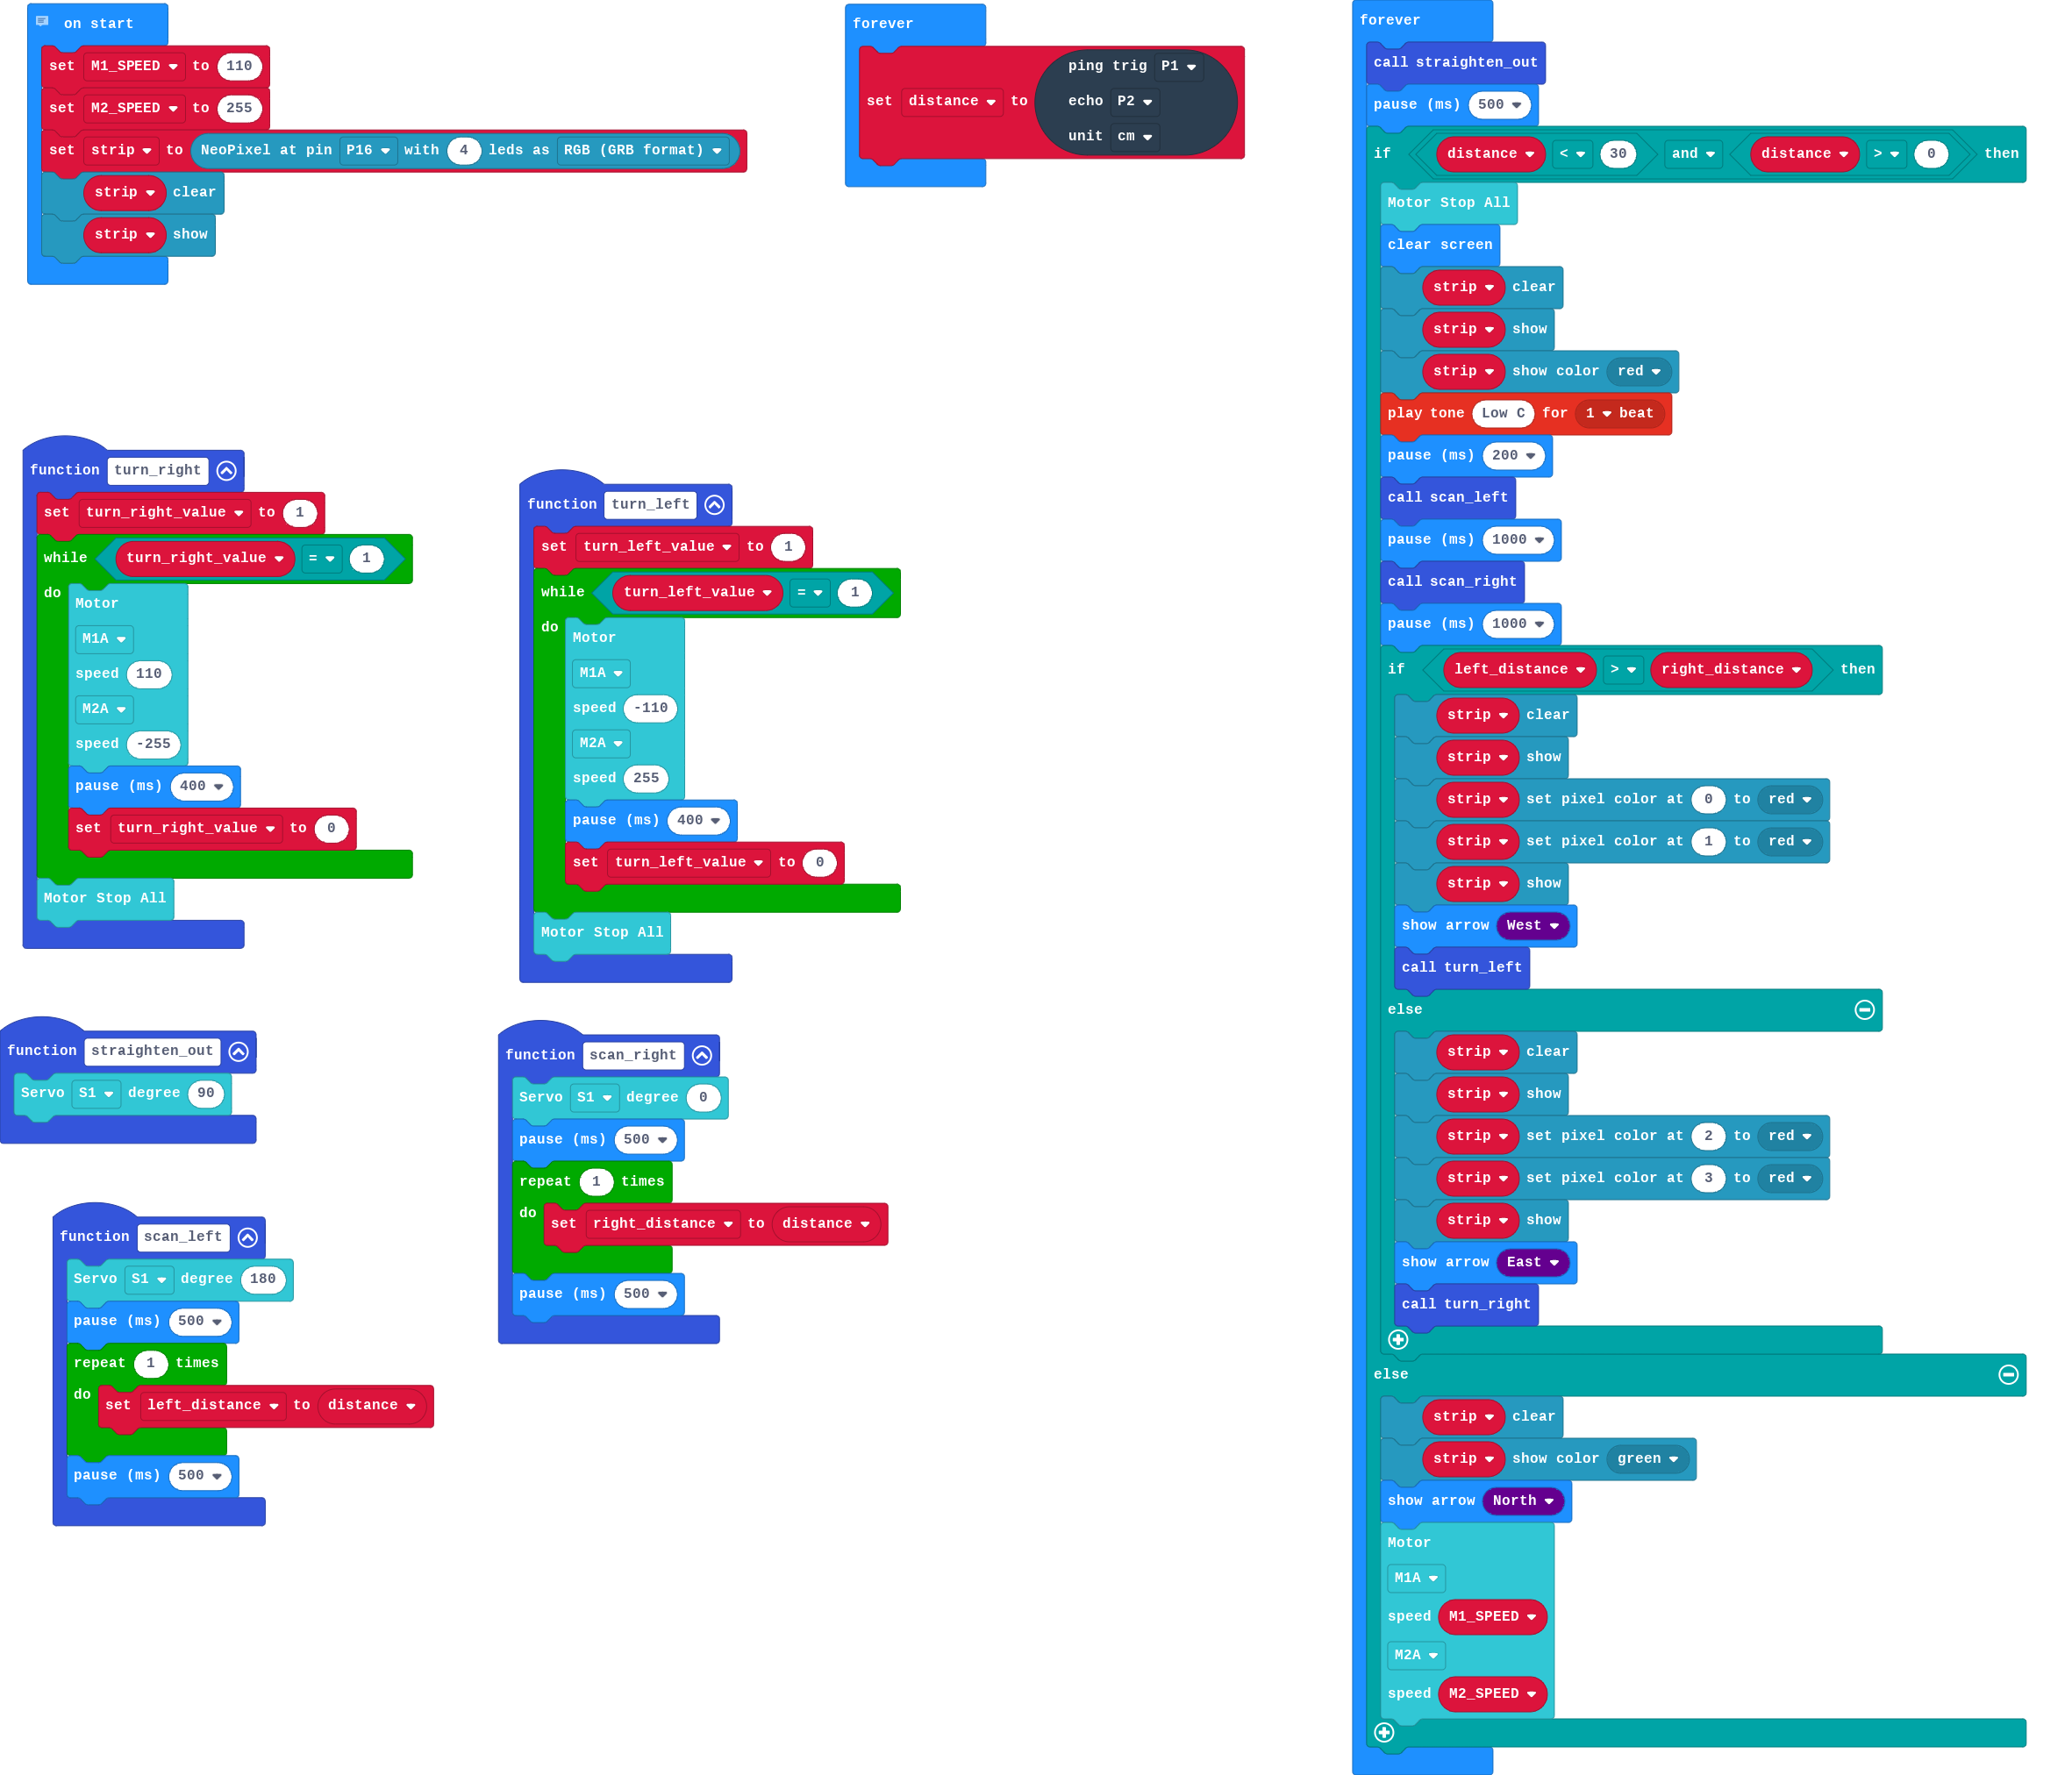 on start
set M1_SPEED to 110
set M2_SPEED to 255
set strip to NeoPixel at pin P16 with 4 leds as RGB (GRB format)
strip clear
strip show
forever
set distance to ping trig P1
echo P2
unit cm
function turn_right
set turn_right_value to 1
while turn_right_value = 1
do
Motor
M1A
speed 110
M2A
speed -255
pause (ms) 400
set turn_right_value to 0
Motor Stop All
function turn_left
set turn_left_value to 1
while turn_left_value = 1
do
Motor
M1A
speed -110
M2A
speed 255
pause (ms) 400
set turn_left_value to 0
Motor Stop All
function straighten_out
Servo S1 degree 90
function scan_right
Servo S1 degree 0
pause (ms) 500
repeat 1 times
do set right_distance to distance
pause (ms) 500
function scan_left
Servo S1 degree 180
pause (ms) 500
repeat 1 times
do set left_distance to distance
pause (ms) 500
forever
call straighten_out
pause (ms) 500
if distance < 30 and distance > 0 then
Motor Stop All
clear screen
strip clear
strip show
strip show color red
play tone Low C for 1 beat
pause (ms) 200
call scan_left
pause (ms) 1000
call scan_right
pause (ms) 1000
if left_distance > right_distance then
strip clear
strip show
strip set pixel color at 0 to red
strip set pixel color at 1 to red
strip show
show arrow West
call turn_left
else
strip clear
strip show
strip set pixel color at 2 to red
strip set pixel color at 3 to red
strip show
show arrow East
call turn_right
else
strip clear
strip show color green
show arrow North
Motor
M1A
speed M1_SPEED
M2A
speed M2_SPEED